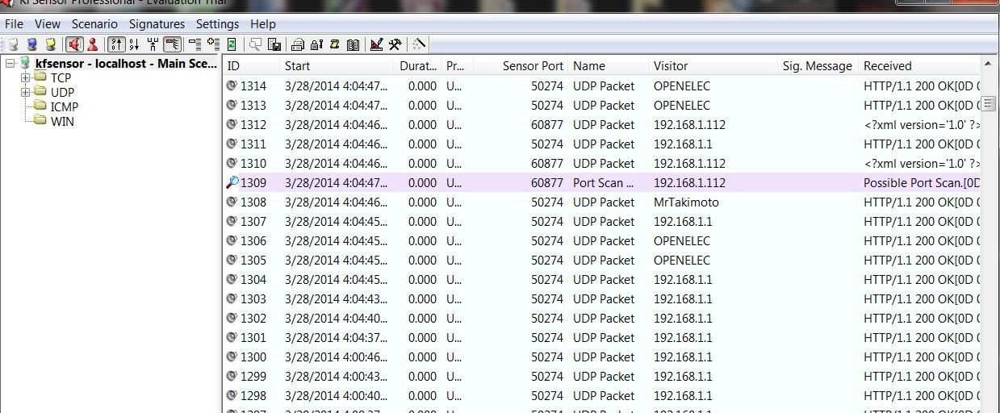 KFSensor Professional - Evaluation Trial
File View Scenario Signatures Settings Help
kfsensor - localhost - Main Sce...
TCP
UDP
ICMP
WIN
ID Start Durat... Pr... Sensor Port Name Visitor Sig. Message Received
1314 3/28/2014 4:04:47... 0.000 U... 50274 UDP Packet OPENELEC HTTP/1.1 200 OK[0D 0
1313 3/28/2014 4:04:47... 0.000 U... 50274 UDP Packet OPENELEC HTTP/1.1 200 OK[0D 0
1312 3/28/2014 4:04:46... 0.000 U... 60877 UDP Packet 192.168.1.112 <?xml version='1.0' ?>
1311 3/28/2014 4:04:46... 0.000 U... 50274 UDP Packet 192.168.1.1 HTTP/1.1 200 OK[0D 0
1310 3/28/2014 4:04:46... 0.000 U... 60877 UDP Packet 192.168.1.112 <?xml version='1.0' ?>
1309 3/28/2014 4:04:47... 0.000 U... 60877 Port Scan ... 192.168.1.112 Possible Port Scan.[0D
1308 3/28/2014 4:04:46... 0.000 U... 50274 UDP Packet MrTakimoto HTTP/1.1 200 OK[0D 0
1307 3/28/2014 4:04:45... 0.000 U... 50274 UDP Packet 192.168.1.1 HTTP/1.1 200 OK[0D 0
1306 3/28/2014 4:04:45... 0.000 U... 50274 UDP Packet OPENELEC HTTP/1.1 200 OK[0D 0
1305 3/28/2014 4:04:45... 0.000 U... 50274 UDP Packet OPENELEC HTTP/1.1 200 OK[0D 0
1304 3/28/2014 4:04:45... 0.000 U... 50274 UDP Packet 192.168.1.1 HTTP/1.1 200 OK[0D 0
1303 3/28/2014 4:04:43... 0.000 U... 50274 UDP Packet 192.168.1.1 HTTP/1.1 200 OK[0D 0
1302 3/28/2014 4:04:40... 0.000 U... 50274 UDP Packet 192.168.1.1 HTTP/1.1 200 OK[0D 0
1301 3/28/2014 4:04:37... 0.000 U... 50274 UDP Packet 192.168.1.1 HTTP/1.1 200 OK[0D 0
1300 3/28/2014 4:00:46... 0.000 U... 50274 UDP Packet 192.168.1.1 HTTP/1.1 200 OK[0D 0
1299 3/28/2014 4:00:43... 0.000 U... 50274 UDP Packet 192.168.1.1 HTTP/1.1 200 OK[0D 0
1298 3/28/2014 4:00:40... 0.000 U... 50274 UDP Packet 192.168.1.1 HTTP/1.1 200 OK[0D 0